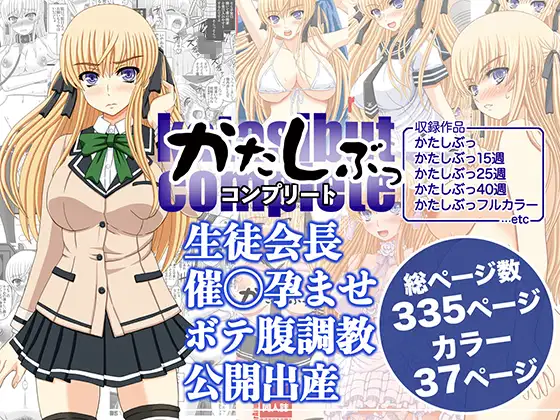 katasibut
complete
かたしぶっ
コンプリート
収録作品
かたしぶっ
かたしぶっ15週
かたしぶっ25週
かたしぶっ40週
かたしぶっフルカラー
...etc
生徒会長
催〇孕ませ
ボテ腹調教
公開出産
総ページ数
335ページ
カラー
37ページ